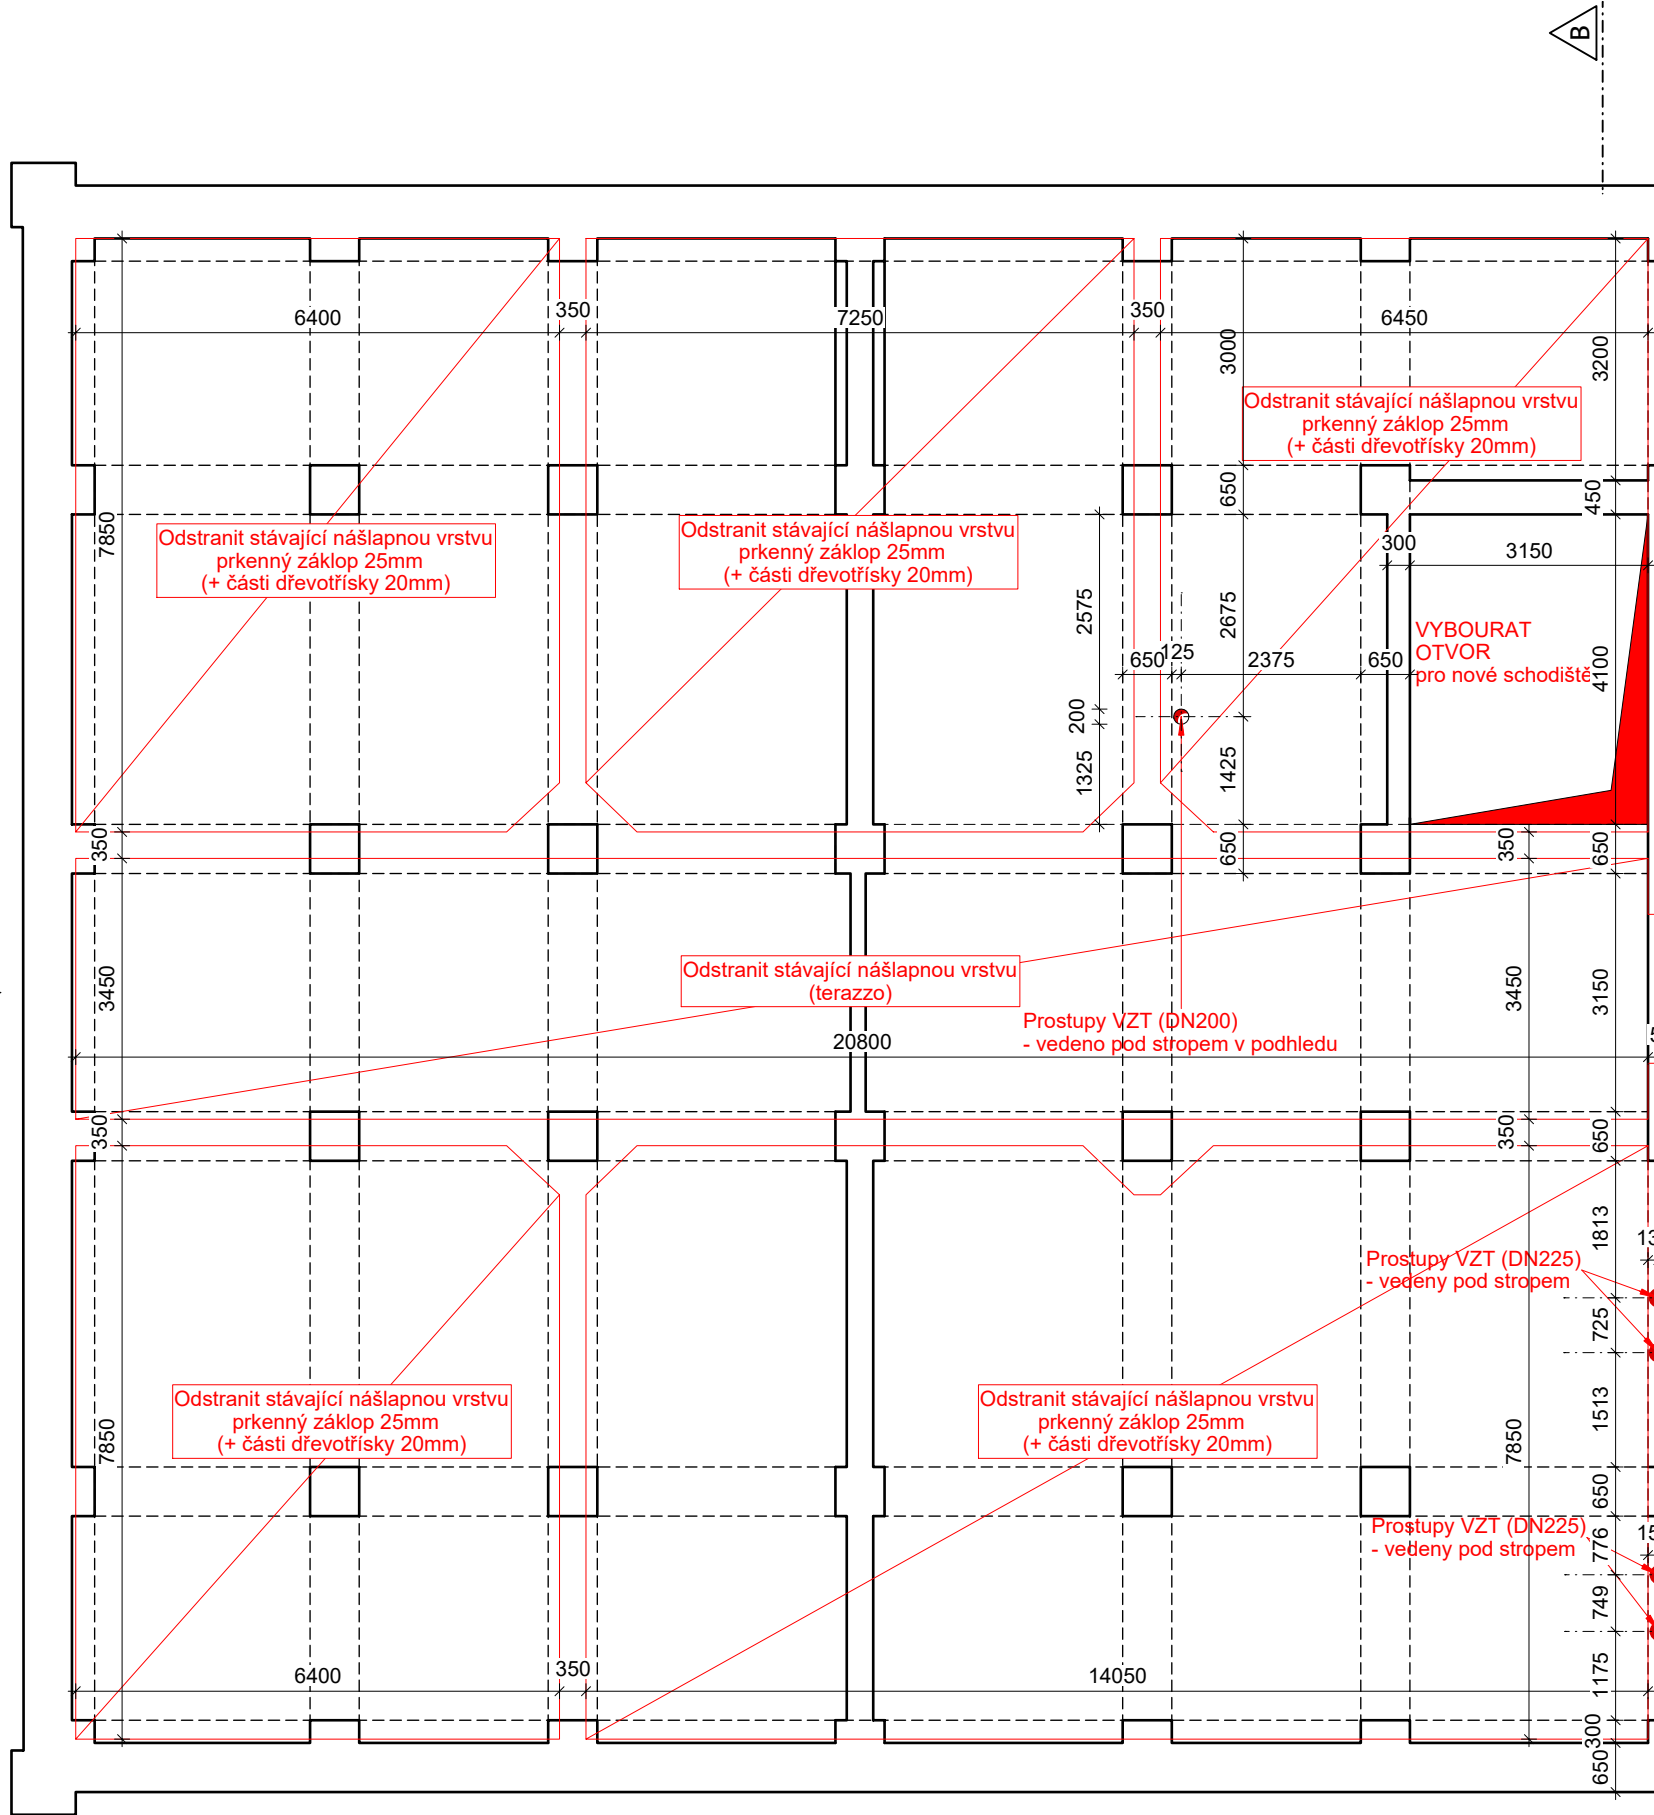 B
6400
350
7250
350
6450
3000
3200
Odstranit stávající nášlapnou vrstvu
prkenný záklop 25mm
(+ části dřevotřísky 20mm)
650
450
7850
Odstranit stávající nášlapnou vrstvu
prkenný záklop 25mm
(+ části dřevotřísky 20mm)
Odstranit stávající nášlapnou vrstvu
prkenný záklop 25mm
(+ části dřevotřísky 20mm)
300
3150
2575
2675
VYBOURAT
OTVOR
pro nové schodiště
4100
650
125
2375
650
200
1325
1425
350
650
350
650
3450
Odstranit stávající nášlapnou vrstvu
(terazzo)
3450
3150
Prostupy VZT (DN200)
- vedeno pod stropem v podhledu
20800
350
350
650
1813
Prostupy VZT (DN225)
- vedeny pod stropem
725
Odstranit stávající nášlapnou vrstvu
prkenný záklop 25mm
(+ části dřevotřísky 20mm)
Odstranit stávající nášlapnou vrstvu
prkenný záklop 25mm
(+ části dřevotřísky 20mm)
1513
7850
7850
650
Prostupy VZT (DN225)
- vedeny pod stropem
776
749
6400
350
14050
1175
300
650